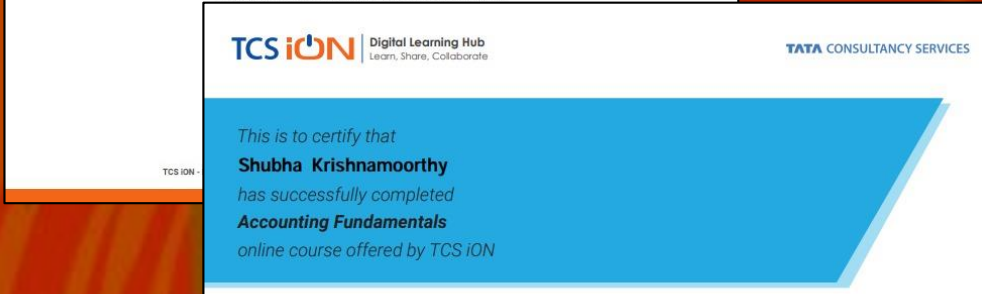 TCS iON Digital Learning Hub
Learn, Share, Collaborate
TATA CONSULTANCY SERVICES
This is to certify that
Shubha Krishnamoorthy
has successfully completed
Accounting Fundamentals
online course offered by TCS iON
TCS iON -